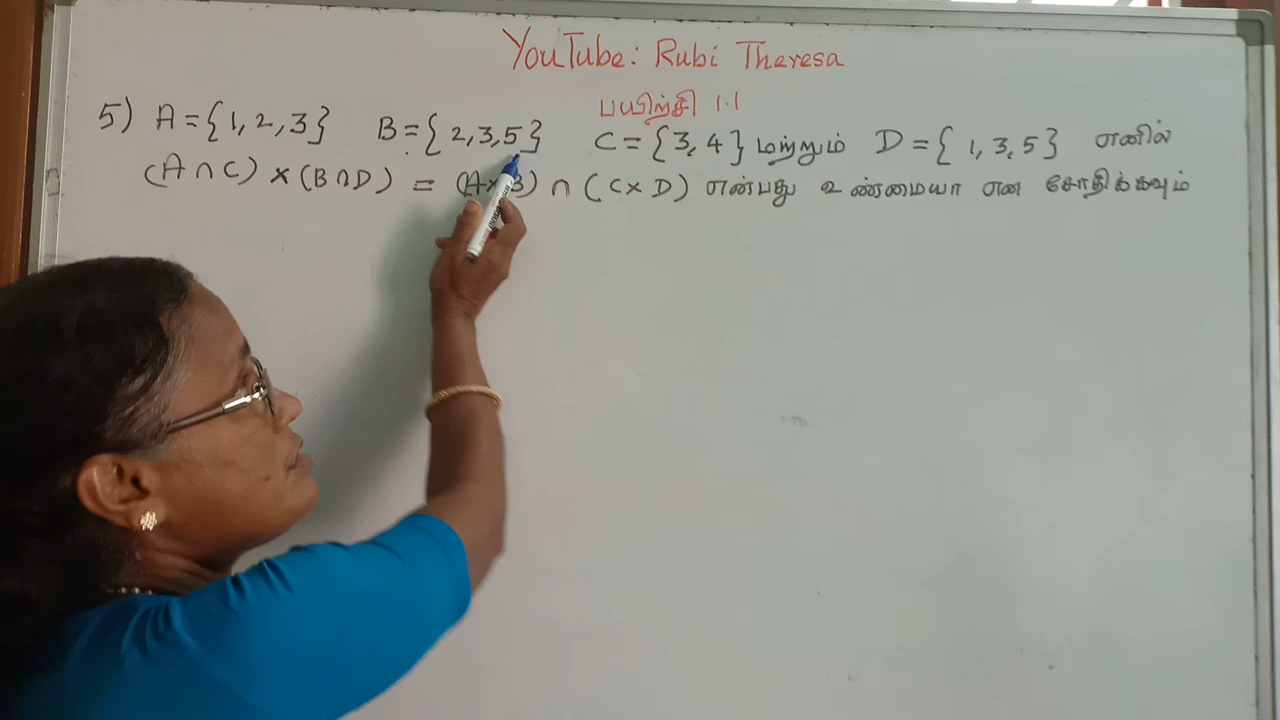 YouTube: Rubi Theresa
பயிற்சி 1.1
5) A = {1, 2, 3} B = {2, 3, 5} C = {3, 4} மற்றும் D = {1, 3, 5} எனில்
(A ∩ C) × (B ∩ D) = (A × B) ∩ (C × D) என்பது உண்மையா என சோதிக்கவும்